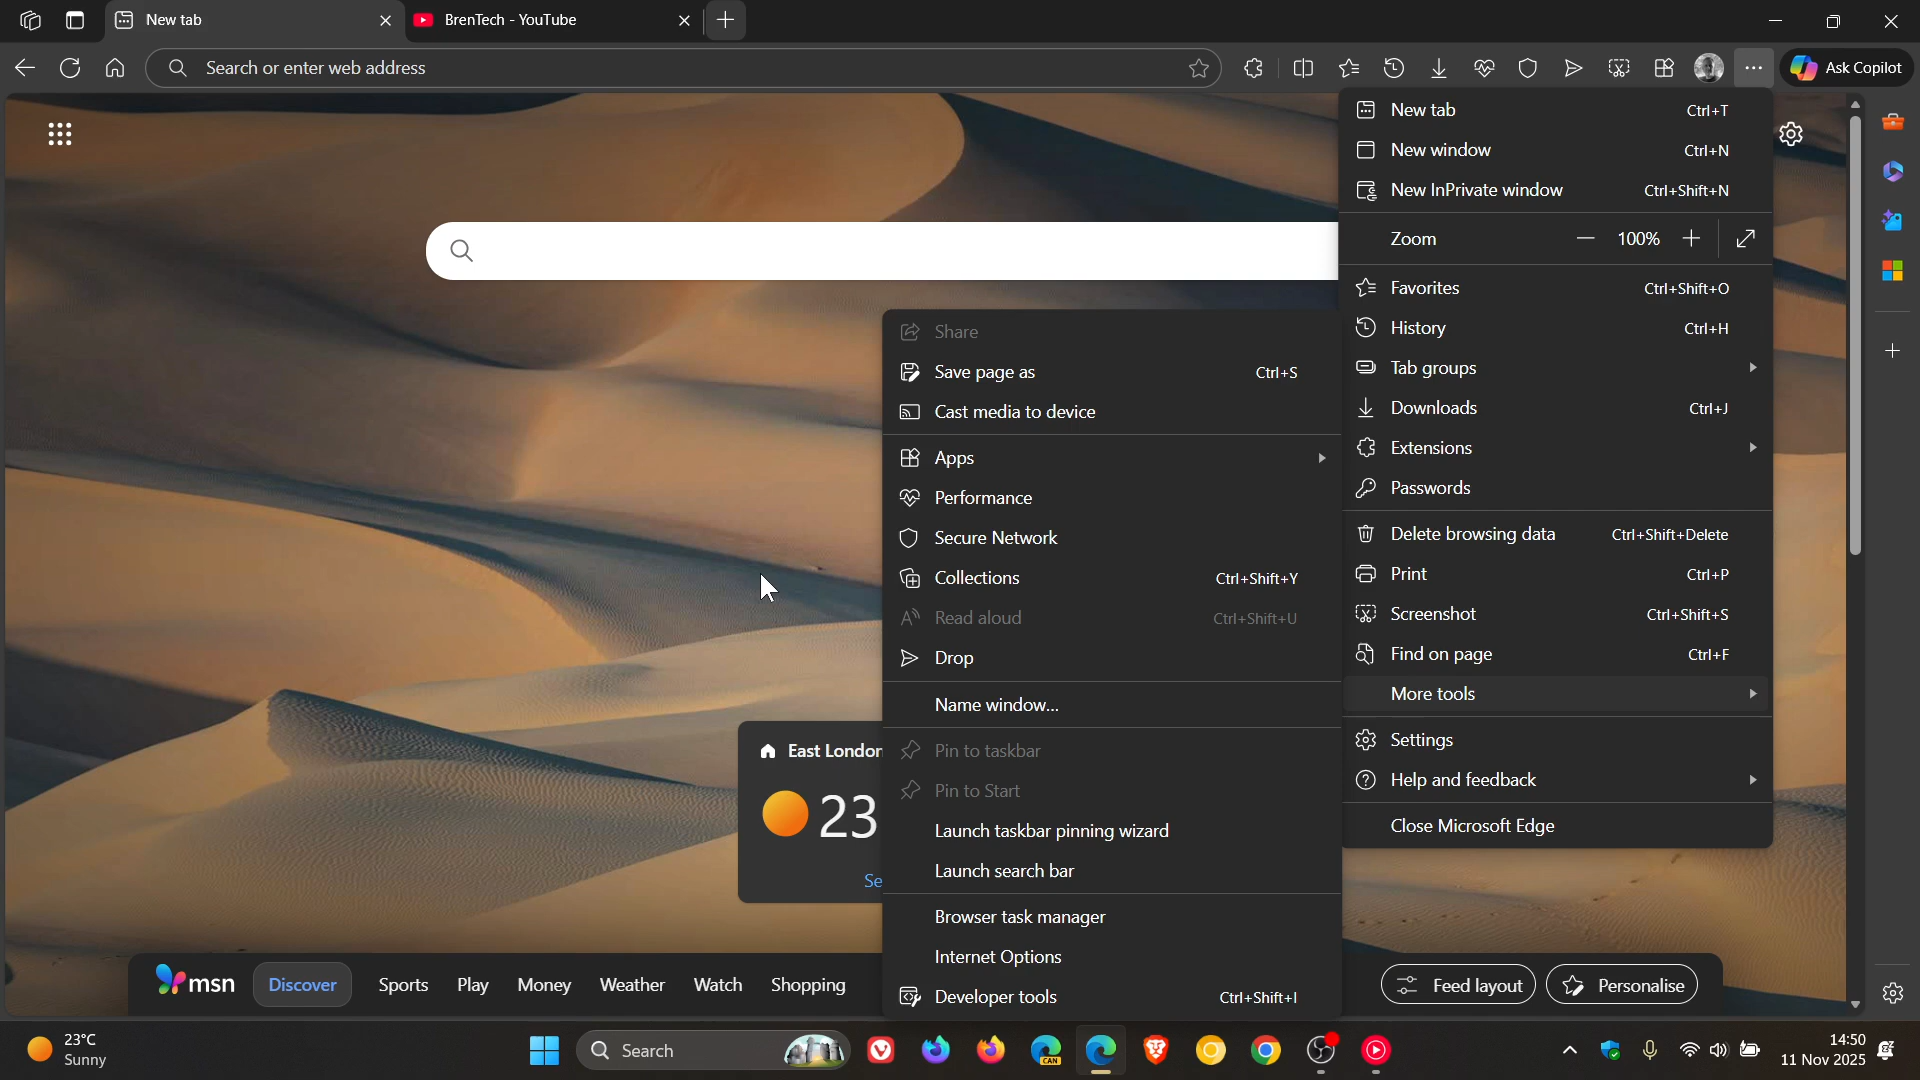 New tab
BrenTech - YouTube
Search or enter web address
Ask Copilot
New tab Ctrl+T
New window Ctrl+N
New InPrivate window Ctrl+Shift+N
Zoom 100%
Favorites Ctrl+Shift+O
History Ctrl+H
Tab groups
Downloads Ctrl+J
Extensions
Passwords
Delete browsing data Ctrl+Shift+Delete
Print Ctrl+P
Screenshot Ctrl+Shift+S
Find on page Ctrl+F
More tools
Settings
Help and feedback
Close Microsoft Edge
Share
Save page as Ctrl+S
Cast media to device
Apps
Performance
Secure Network
Collections Ctrl+Shift+Y
Read aloud Ctrl+Shift+U
Drop
Name window...
Pin to taskbar
Pin to Start
Launch taskbar pinning wizard
Launch search bar
Browser task manager
Internet Options
Developer tools Ctrl+Shift+I
East London
23
Se
msn
Discover
Sports
Play
Money
Weather
Watch
Shopping
Feed layout
Personalise
23°C
Sunny
Search
CAN
14:50
11 Nov 2025